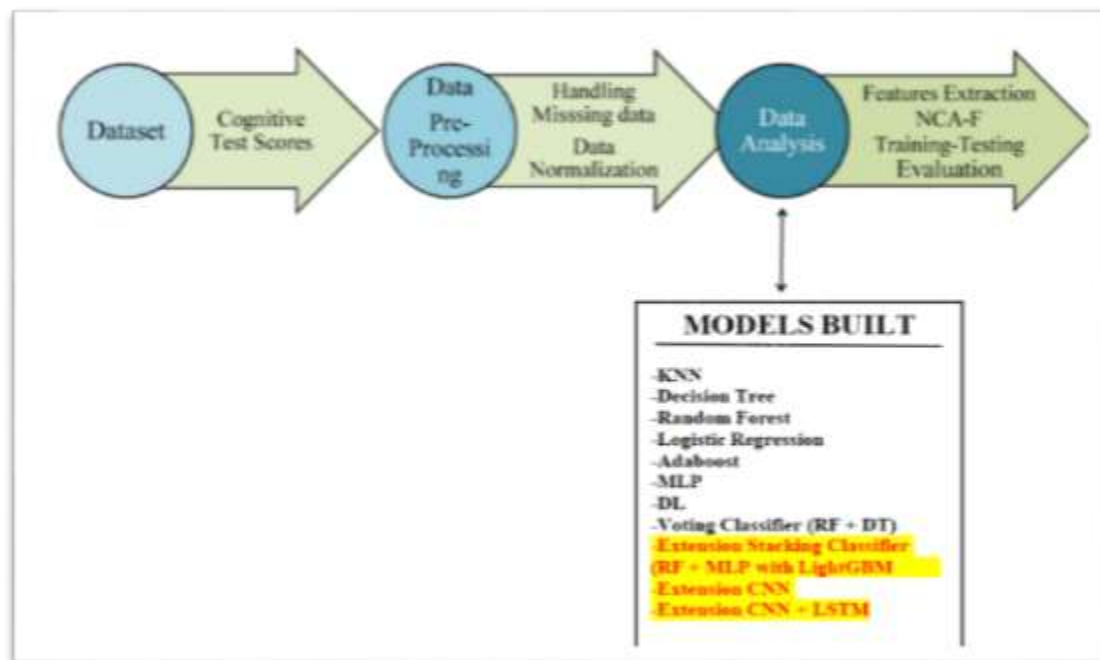 Dataset
Cognitive
Test Scores
Data
Pre-
Processi
ng
Handling
Misssing data
Data
Normalization
Data
Analysis
Features Extraction
NCA-F
Training-Testing
Evaluation
MODELS BUILT
-KNN
-Decision Tree
-Random Forest
-Logistic Regression
-Adaboost
-MLP
-DL
-Voting Classifier (RF + DT)
-Extension Stacking Classifier
(RF + MLP with LightGBM
-Extension CNN
-Extension CNN + LSTM